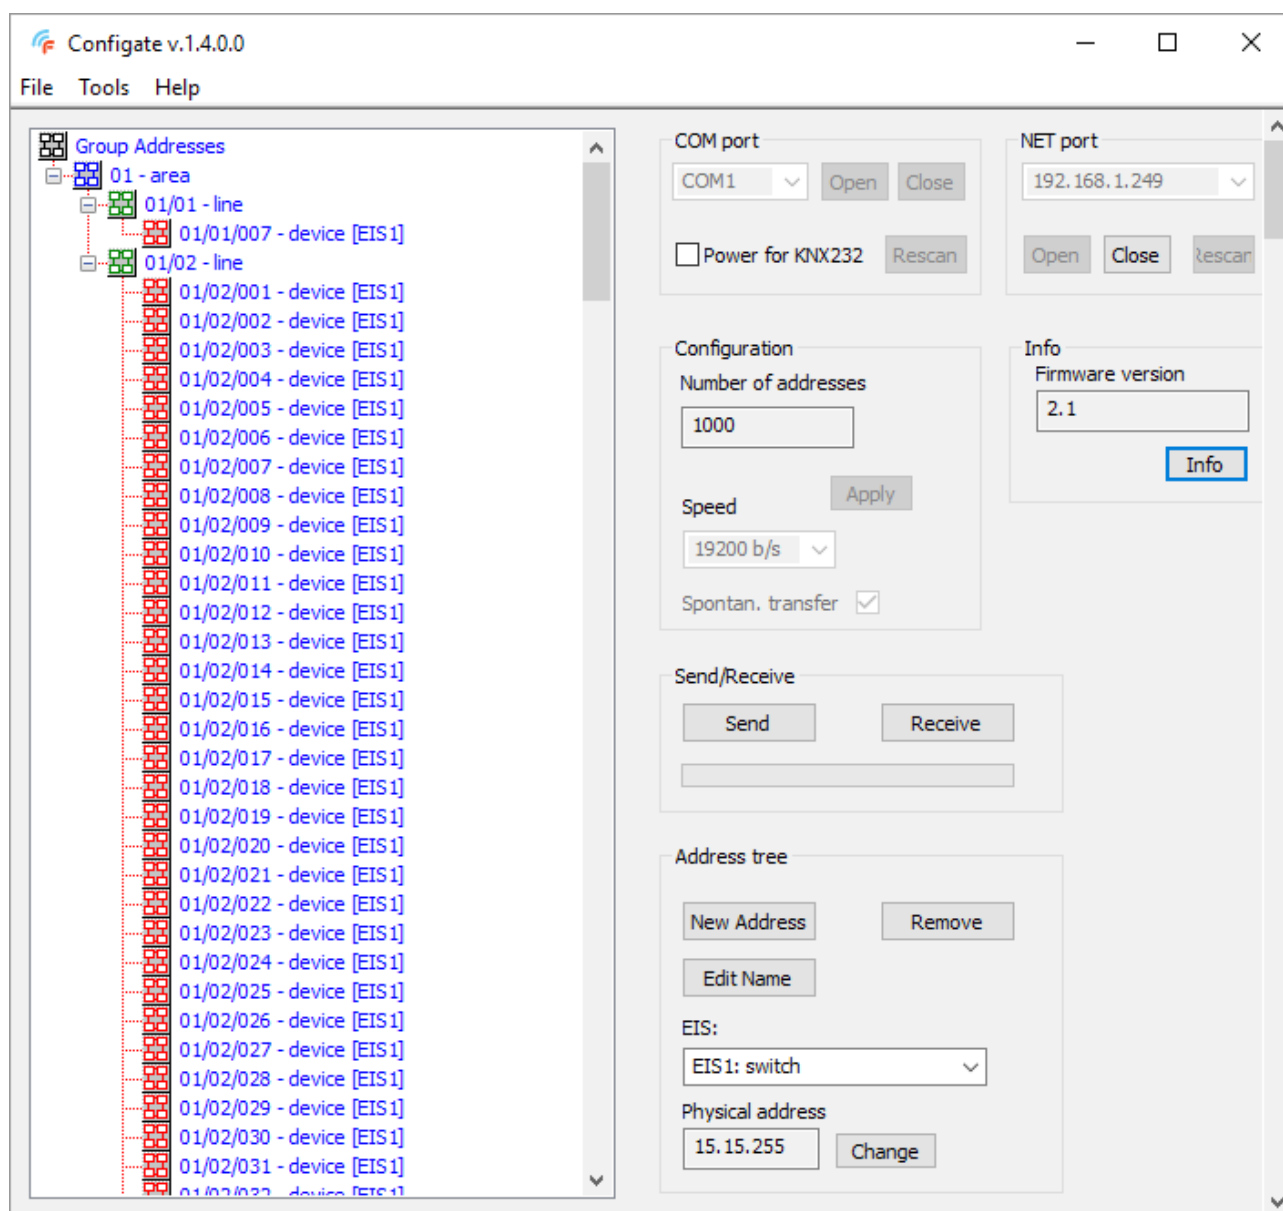 Configate v.1.4.0.0
File Tools Help
Group Addresses
01 - area
01/01 - line
01/01/007 - device [EIS1]
01/02 - line
01/02/001 - device [EIS1]
01/02/002 - device [EIS1]
01/02/003 - device [EIS1]
01/02/004 - device [EIS1]
01/02/005 - device [EIS1]
01/02/006 - device [EIS1]
01/02/007 - device [EIS1]
01/02/008 - device [EIS1]
01/02/009 - device [EIS1]
01/02/010 - device [EIS1]
01/02/011 - device [EIS1]
01/02/012 - device [EIS1]
01/02/013 - device [EIS1]
01/02/014 - device [EIS1]
01/02/015 - device [EIS1]
01/02/016 - device [EIS1]
01/02/017 - device [EIS1]
01/02/018 - device [EIS1]
01/02/019 - device [EIS1]
01/02/020 - device [EIS1]
01/02/021 - device [EIS1]
01/02/022 - device [EIS1]
01/02/023 - device [EIS1]
01/02/024 - device [EIS1]
01/02/025 - device [EIS1]
01/02/026 - device [EIS1]
01/02/027 - device [EIS1]
01/02/028 - device [EIS1]
01/02/029 - device [EIS1]
01/02/030 - device [EIS1]
01/02/031 - device [EIS1]
01/02/032 - device [EIS1]
COM port
COM1 Open Close
Power for KNX232 Rescan
NET port
192.168.1.249
Open Close Rescan
Configuration
Number of addresses
1000
Apply
Speed
19200 b/s
Spontan. transfer
Info
Firmware version
2.1
Info
Send/Receive
Send Receive
Address tree
New Address Remove
Edit Name
EIS:
EIS1: switch
Physical address
15.15.255 Change